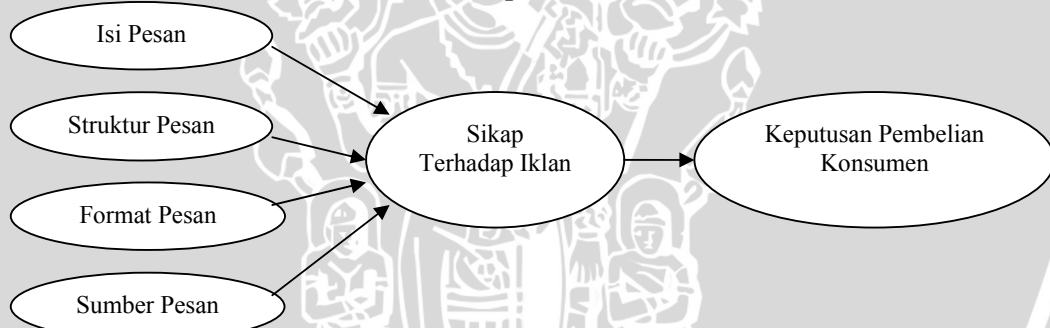 Isi Pesan
Struktur Pesan
Format Pesan
Sumber Pesan
Sikap
Terhadap Iklan
Keputusan Pembelian
Konsumen